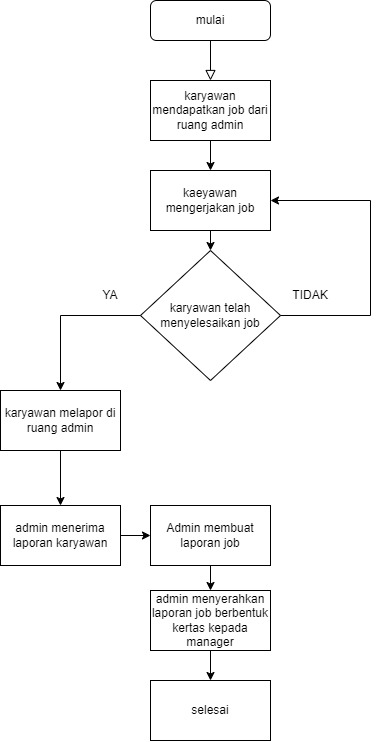 mulai
karyawan
mendapatkan job dari
ruang admin
kaeyawan
mengerjakan job
karyawan telah
menyelesaikan job
YA
TIDAK
karyawan melapor di
ruang admin
admin menerima
laporan karyawan
Admin membuat
laporan job
admin menyerahkan
laporan job berbentuk
kertas kepada
manager
selesai